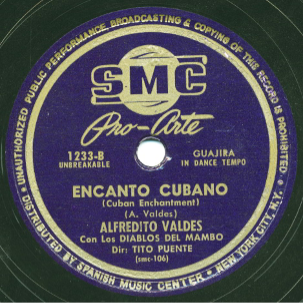 UNAUTHORIZED PUBLIC PERFORMANCE, BROADCASTING & COPYING OF THIS RECORD IS PROHIBITED
SMC
Pro-Arte
1233-B
UNBREAKABLE
GUAJIRA
IN DANCE TEMPO
ENCANTO CUBANO
(Cuban Enchantment)
(A. Valdes)
ALFREDITO VALDES
Con Los DIABLOS DEL MAMBO
Dir: TITO PUENTE
(smc-106)
DISTRIBUTED BY SPANISH MUSIC CENTER • NEW YORK CITY, N.Y.